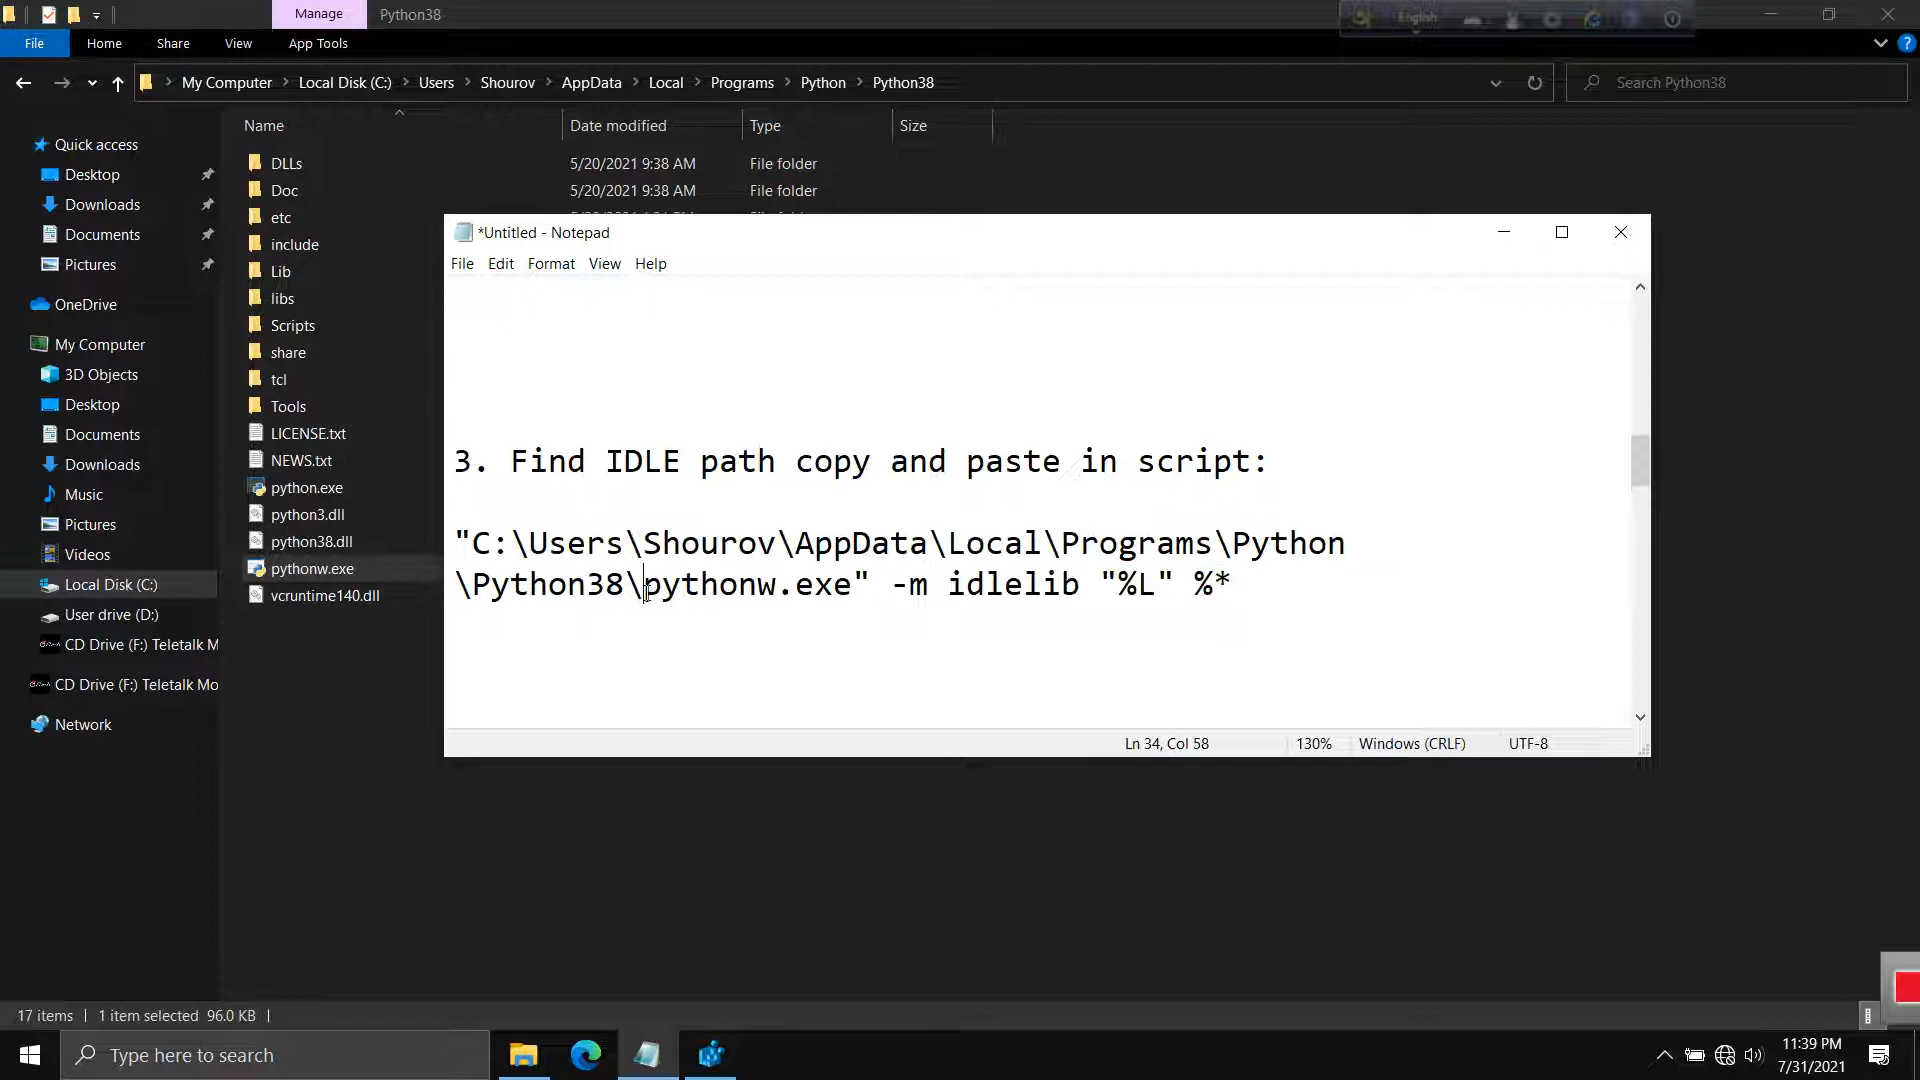 Manage
Python38
English
File
Home
Share
View
App Tools
My Computer
Local Disk (C:)
Users
Shourov
AppData
Local
Programs
Python
Python38
Search Python38
Name
Date modified
Type
Size
Quick access
Desktop
Downloads
Documents
Pictures
OneDrive
My Computer
3D Objects
Desktop
Documents
Downloads
Music
Pictures
Videos
Local Disk (C:)
User drive (D:)
CD Drive (F:) Teletalk M
CD Drive (F:) Teletalk Mo
Network
DLLs 5/20/2021 9:38 AM File folder
Doc 5/20/2021 9:38 AM File folder
etc
include
Lib
libs
Scripts
share
tcl
Tools
LICENSE.txt
NEWS.txt
python.exe
python3.dll
python38.dll
pythonw.exe
vcruntime140.dll
*Untitled - Notepad
File Edit Format View Help
3. Find IDLE path copy and paste in script:
"C:\Users\Shourov\AppData\Local\Programs\Python
\Python38\pythonw.exe" -m idlelib "%L" %*
Ln 34, Col 58
130%
Windows (CRLF)
UTF-8
17 items
1 item selected 96.0 KB
Type here to search
11:39 PM
7/31/2021